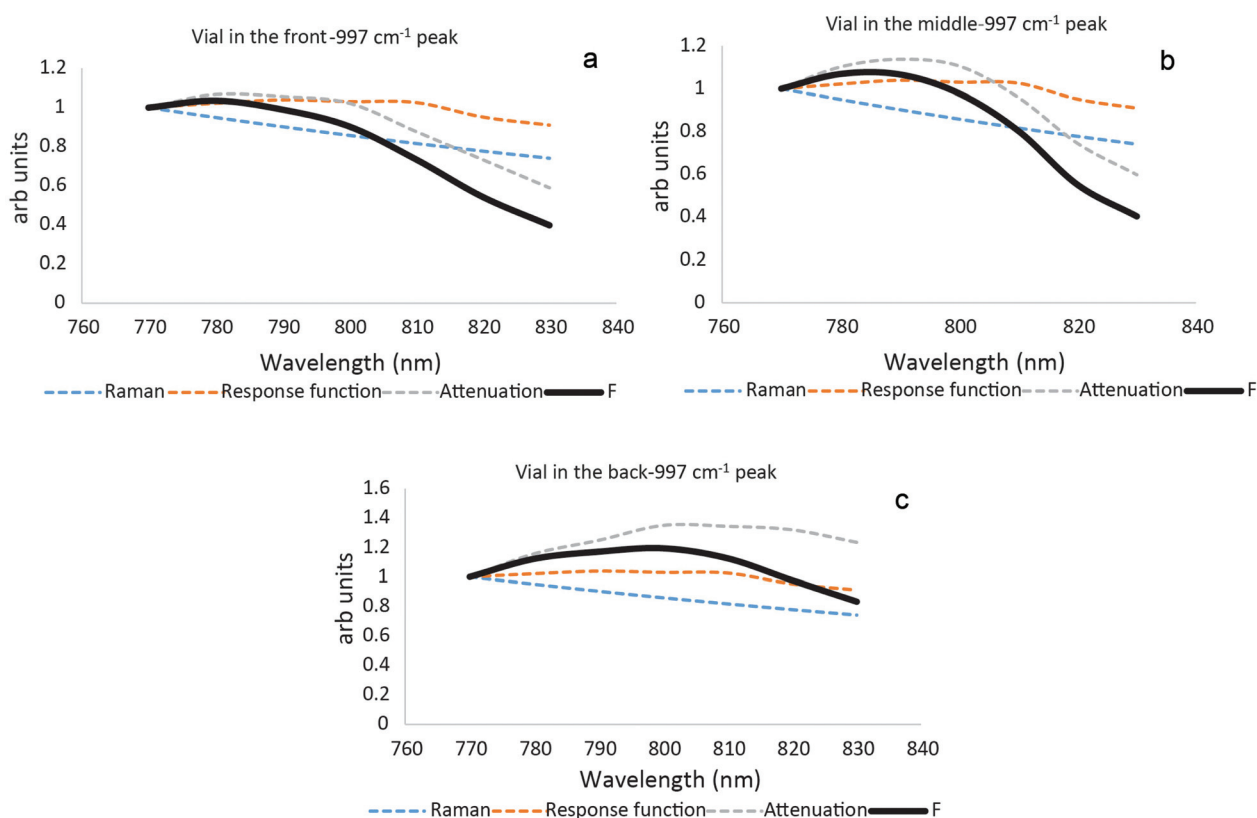 Vial in the front-997 cm⁻¹ peak
a
1.2
1
0.8
0.6
0.4
0.2
0
arb units
760 770 780 790 800 810 820 830 840
Wavelength (nm)
Raman Response function Attenuation F
Vial in the middle-997 cm⁻¹ peak
b
1.2
1
0.8
0.6
0.4
0.2
0
arb units
760 780 800 820 840
Wavelength (nm)
Raman Response function Attenuation F
Vial in the back-997 cm⁻¹ peak
c
1.6
1.4
1.2
1
0.8
0.6
0.4
0.2
0
arb units
760 770 780 790 800 810 820 830 840
Wavelength (nm)
Raman Response function Attenuation F